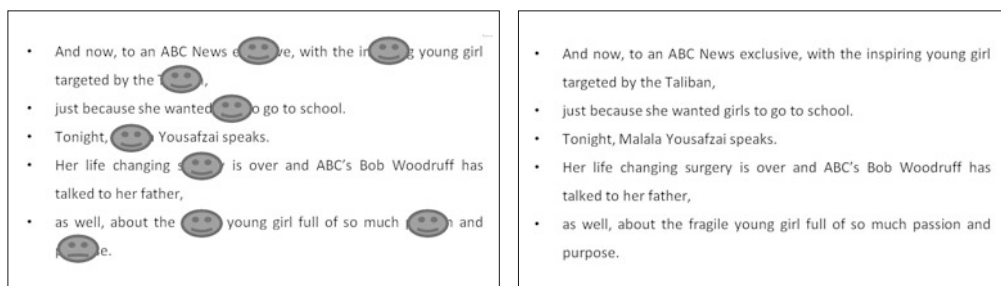 • And now, to an ABC News with the young girl
targeted by the
• just because she wanted to go to school.
• Tonight, Yousafzai speaks.
• Her life changing is over and ABC's Bob Woodruff has
talked to her father,
• as well, about the young girl full of so much and
• And now, to an ABC News exclusive, with the inspiring young girl
targeted by the Taliban,
• just because she wanted girls to go to school.
• Tonight, Malala Yousafzai speaks.
• Her life changing surgery is over and ABC's Bob Woodruff has
talked to her father,
• as well, about the fragile young girl full of so much passion and
purpose.